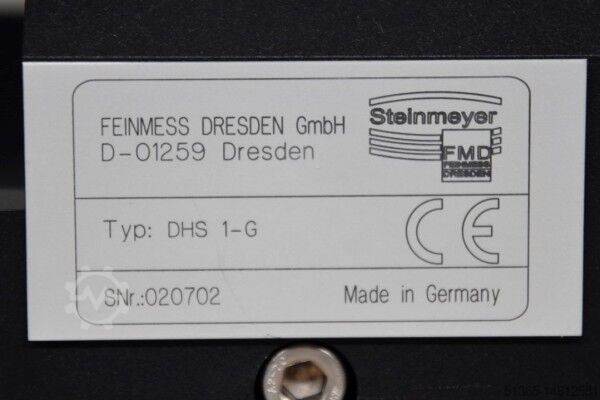 FEINMESS DRESDEN GmbH
D-01259 Dresden
Steinmeyer
FMD
FEINMESS
DRESDEN
Typ: DHS 1-G
CE
SNr.:020702
Made in Germany